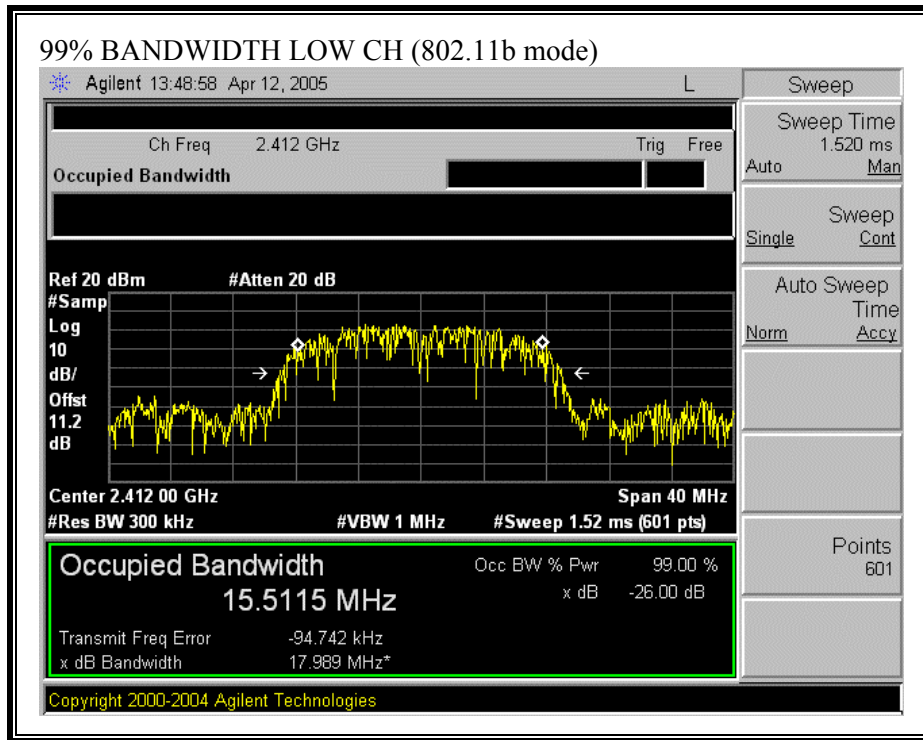 99% BANDWIDTH LOW CH (802.11b mode)
Agilent 13:48:58 Apr 12, 2005 L
Ch Freq 2.412 GHz Trig Free
Occupied Bandwidth
Ref 20 dBm #Atten 20 dB
#Samp
Log
10
dB/
Offst
11.2
dB
Center 2.412 00 GHz Span 40 MHz
#Res BW 300 kHz #VBW 1 MHz #Sweep 1.52 ms (601 pts)
Occupied Bandwidth
15.5115 MHz
Occ BW % Pwr 99.00 %
x dB -26.00 dB
Transmit Freq Error -94.742 kHz
x dB Bandwidth 17.989 MHz*
Copyright 2000-2004 Agilent Technologies
Sweep
Sweep Time
1.520 ms
Auto Man
Sweep
Single Cont
Auto Sweep
Time
Norm Accy
Points
601